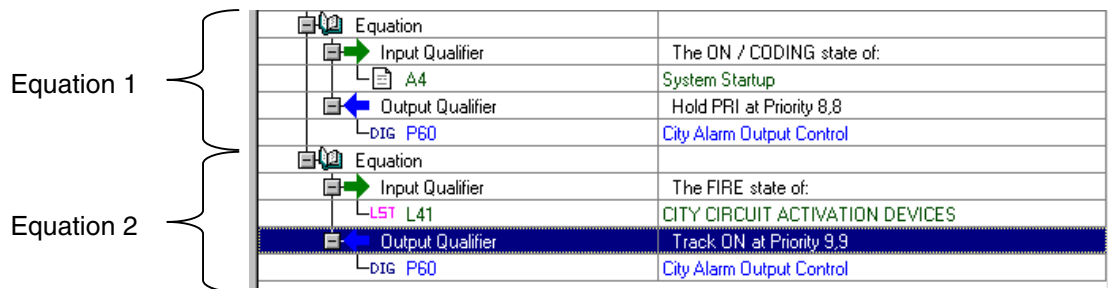 Equation 1
Equation
Input Qualifier The ON / CODING state of:
A4 System Startup
Output Qualifier Hold PRI at Priority 8,8
DIG P60 City Alarm Output Control
Equation 2
Equation
Input Qualifier The FIRE state of:
LST L41 CITY CIRCUIT ACTIVATION DEVICES
Output Qualifier Track ON at Priority 9,9
DIG P60 City Alarm Output Control